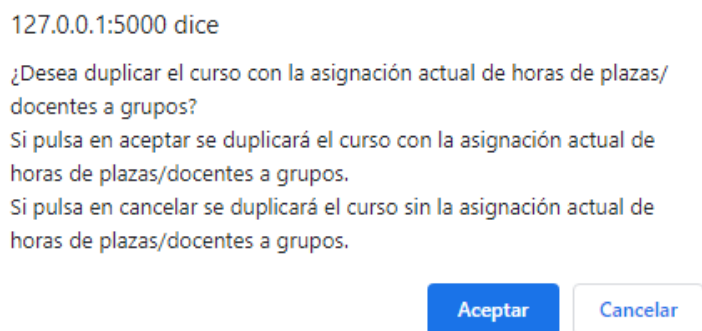 127.0.0.1:5000 dice
¿Desea duplicar el curso con la asignación actual de horas de plazas/
docentes a grupos?
Si pulsa en aceptar se duplicará el curso con la asignación actual de
horas de plazas/docentes a grupos.
Si pulsa en cancelar se duplicará el curso sin la asignación actual de
horas de plazas/docentes a grupos.
Aceptar
Cancelar